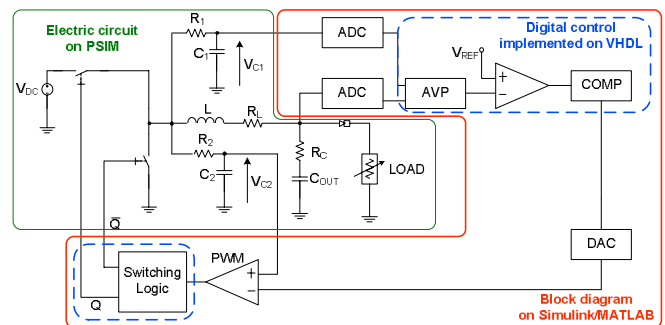 Electric circuit
on PSIM
R1
C1
VC1
ADC
Digital control
implemented on VHDL
VREF
+
−
ADC
AVP
COMP
VDC
L
RL
R2
C2
VC2
RC
COUT
LOAD
Q̅
Q
Switching
Logic
PWM
+
−
DAC
Block diagram
on Simulink/MATLAB